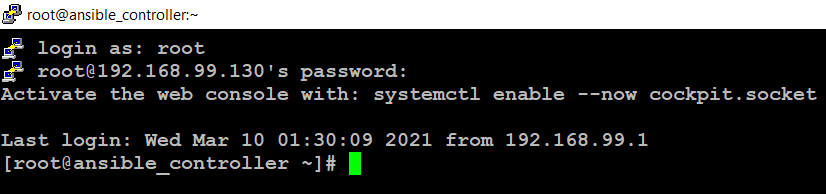 root@ansible_controller:~
login as: root
root@192.168.99.130's password:
Activate the web console with: systemctl enable --now cockpit.socket
Last login: Wed Mar 10 01:30:09 2021 from 192.168.99.1
[root@ansible_controller ~]#